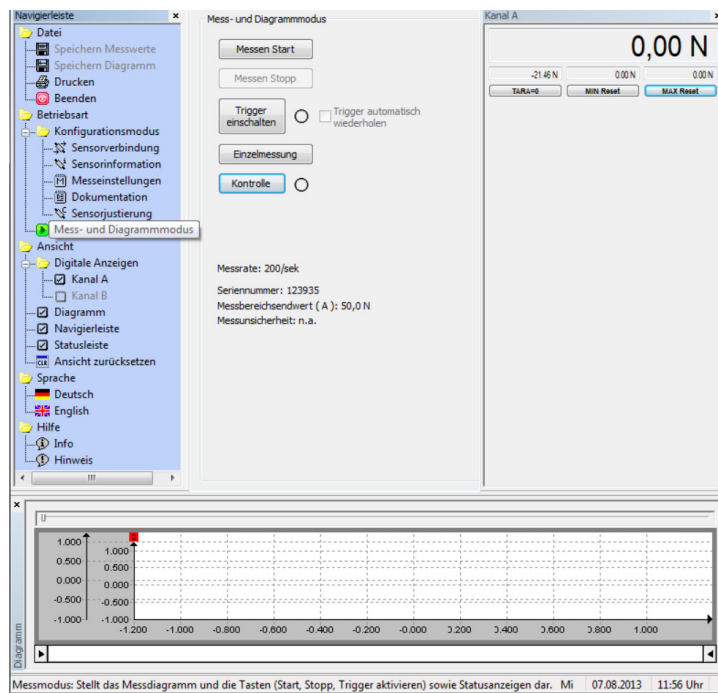 Navigierleiste
Datei
Speichern Messwerte
Speichern Diagramm
Drucken
Beenden
Betriebsart
Konfigurationsmodus
Sensorverbindung
Sensorinformation
Messeinstellungen
Dokumentation
Sensorjustierung
Mess- und Diagrammmodus
Ansicht
Digitale Anzeigen
Kanal A
Kanal B
Diagramm
Navigierleiste
Statusleiste
CLR Ansicht zurücksetzen
Sprache
Deutsch
English
Hilfe
Info
Hinweis
Mess- und Diagrammmodus
Messen Start
Messen Stopp
Trigger
einschalten
Trigger automatisch
wiederholen
Einzelmessung
Kontrolle
Messrate: 200/sek
Seriennummer: 123935
Messbereichsendwert ( A ): 50,0 N
Messunsicherheit: n.a.
Kanal A
0,00 N
-21.46 N 0.00 N 0.00 N
TARA=0 MIN Reset MAX Reset
Diagramm
1.000 1.000
0.500 0.500
0.000 0.000
-0.500 -0.500
-1.000 -1.000
-1.200 -1.000 -0.800 -0.600 -0.400 -0.200 -0.000 0.200 0.400 0.600 0.800 1.000
Messmodus: Stellt das Messdiagramm und die Tasten (Start, Stopp, Trigger aktivieren) sowie Statusanzeigen dar. Mi 07.08.2013 11:56 Uhr